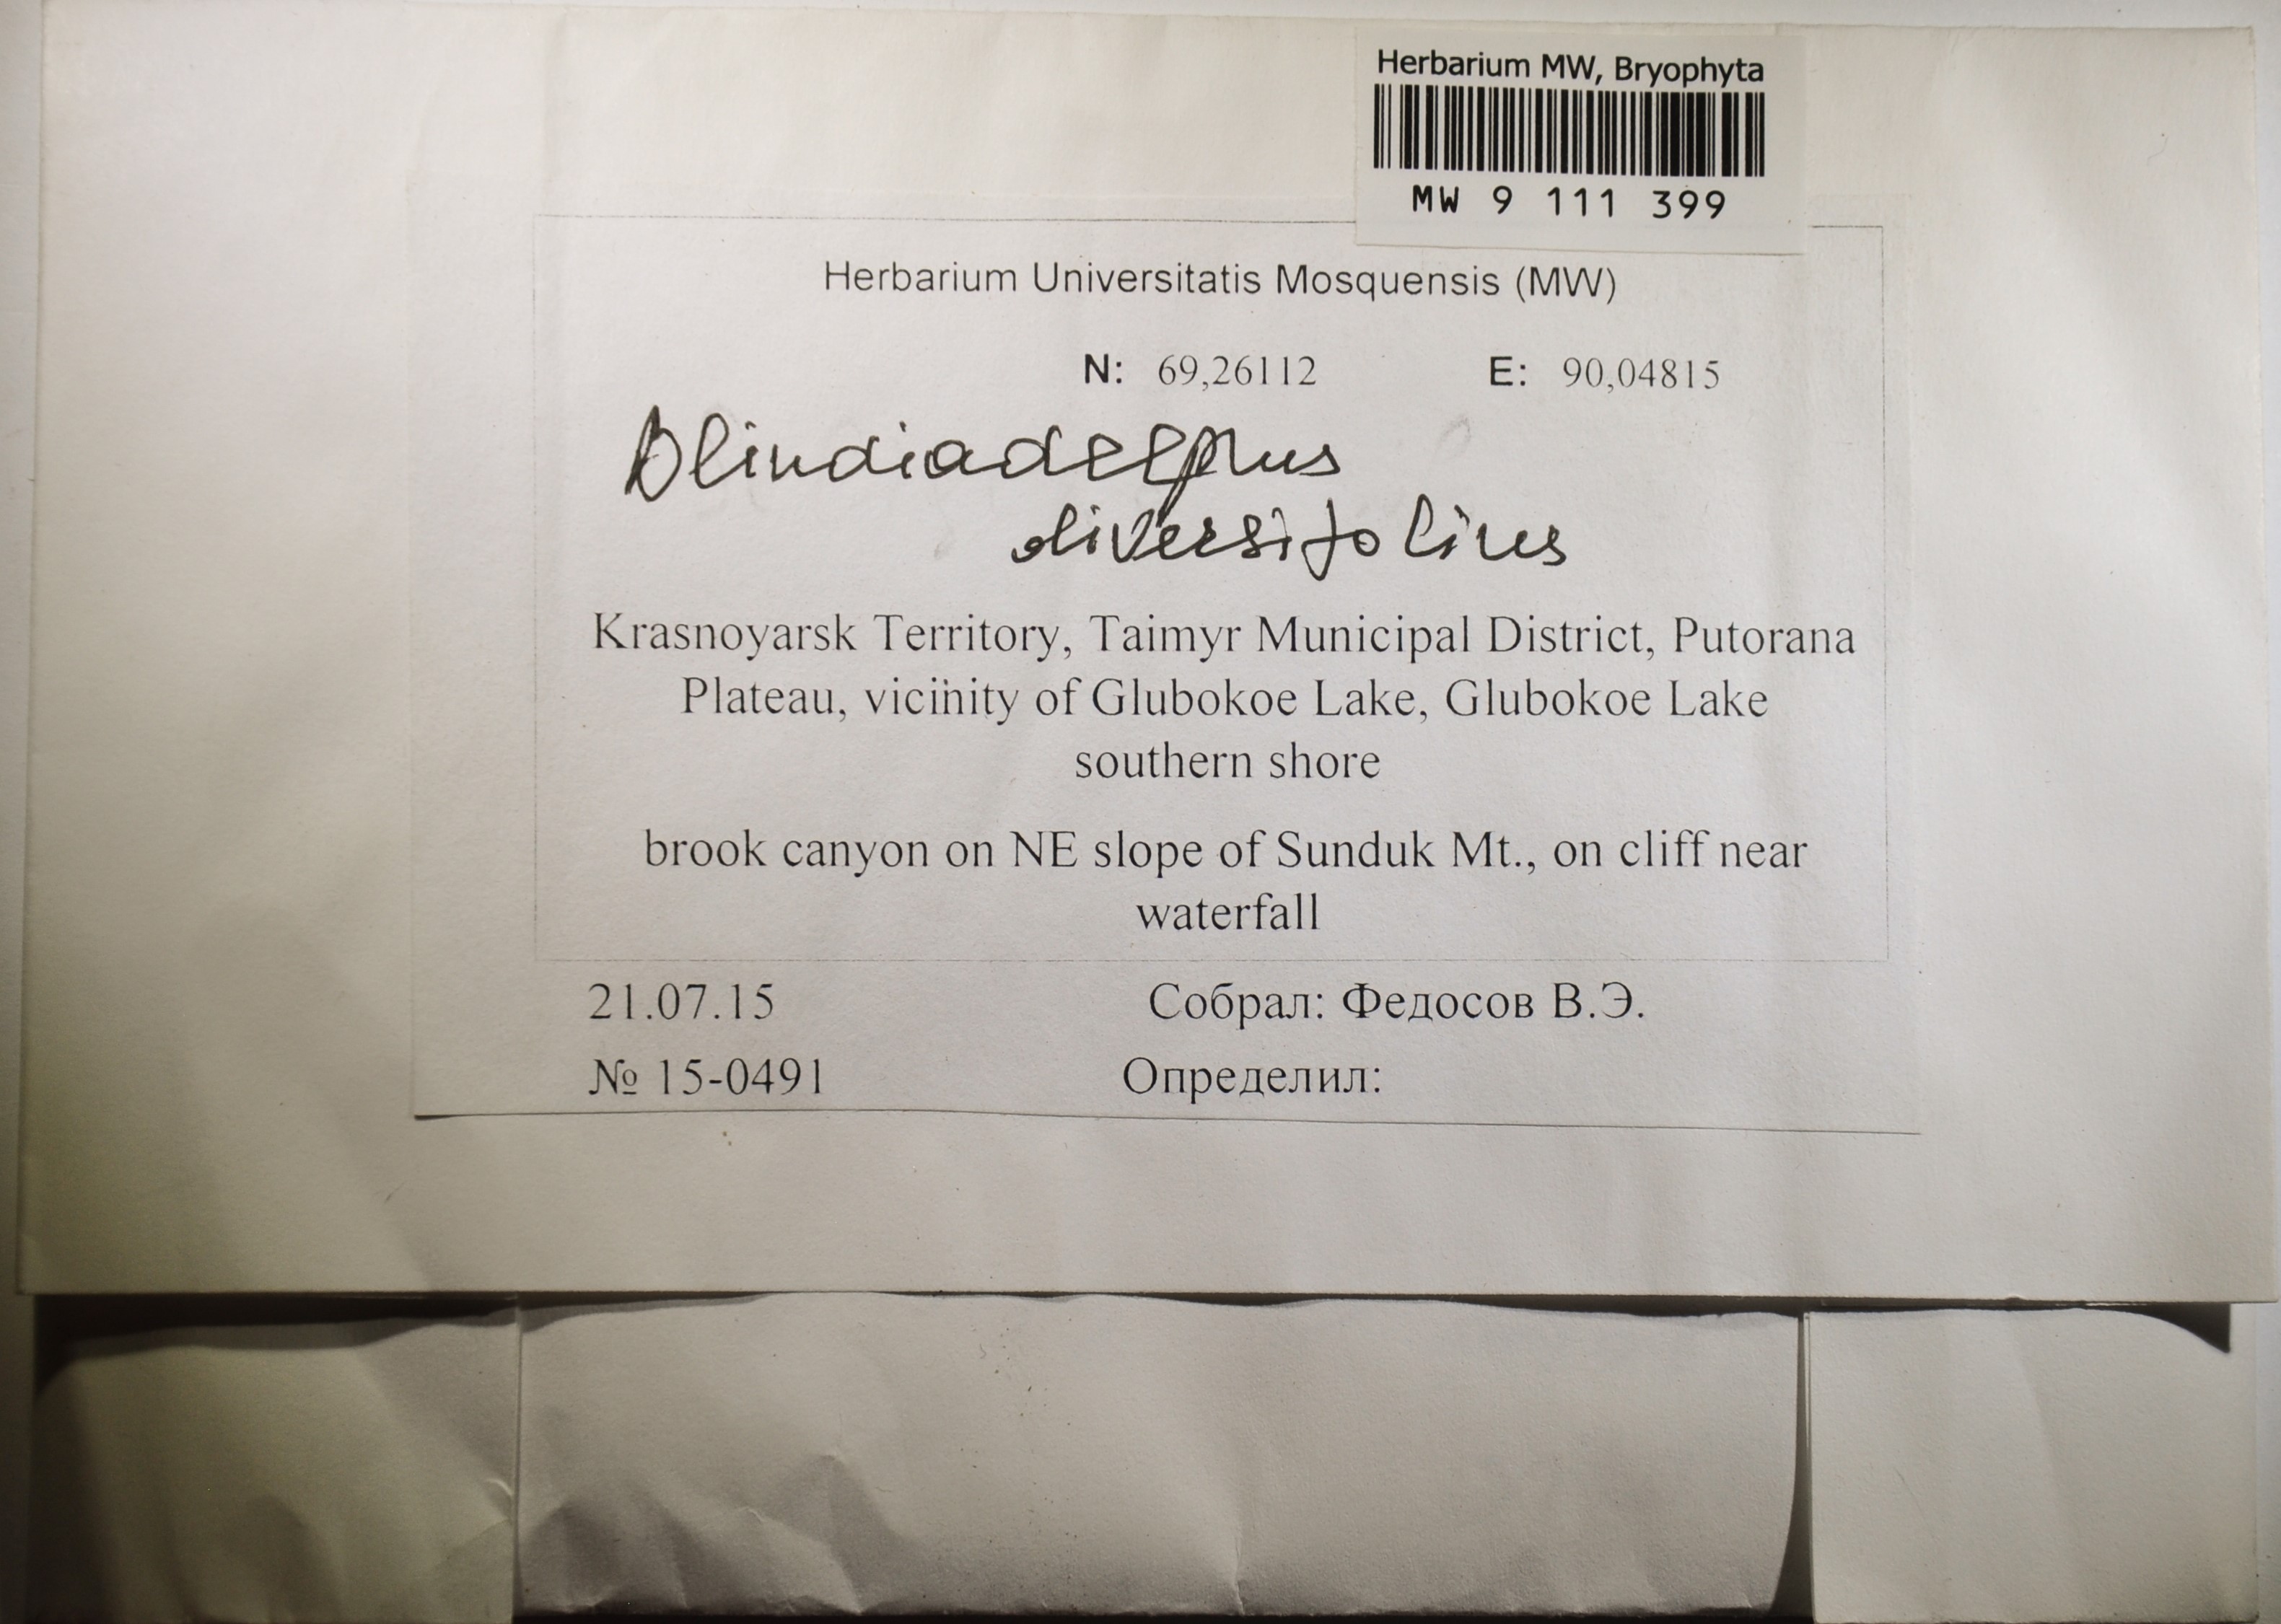 Herbarium MW, Bryophyta
MW 9 111 399
Herbarium Universitatis Mosquensis (MW)
N: 69,26112 E: 90,04815
Blindiadelphus
diversifolius
Krasnoyarsk Territory, Taimyr Municipal District, Putorana
Plateau, vicinity of Glubokoe Lake, Glubokoe Lake
southern shore
brook canyon on NE slope of Sunduk Mt., on cliff near
waterfall
21.07.15 Собрал: Федосов В.Э.
№ 15-0491 Определил: